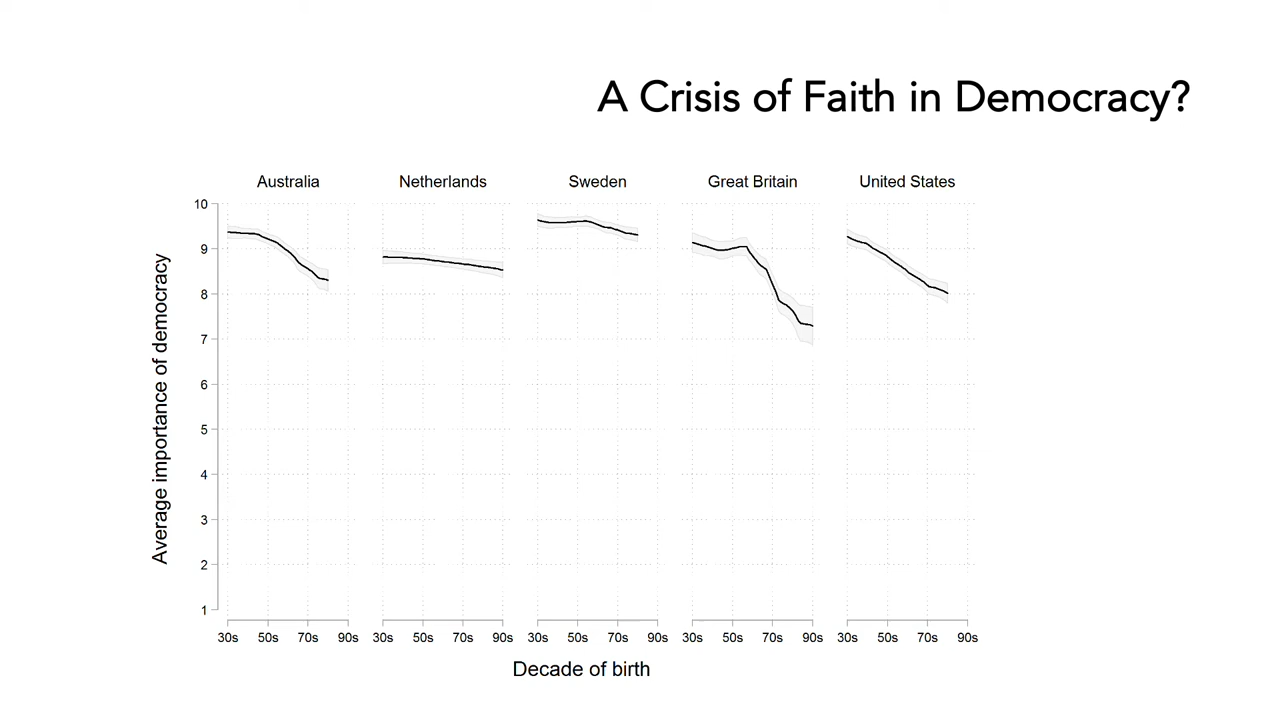 A Crisis of Faith in Democracy?
Australia Netherlands Sweden Great Britain United States
Average importance of democracy
10
9
8
7
6
5
4
3
2
1
30s 50s 70s 90s 30s 50s 70s 90s 30s 50s 70s 90s 30s 50s 70s 90s 30s 50s 70s 90s
Decade of birth